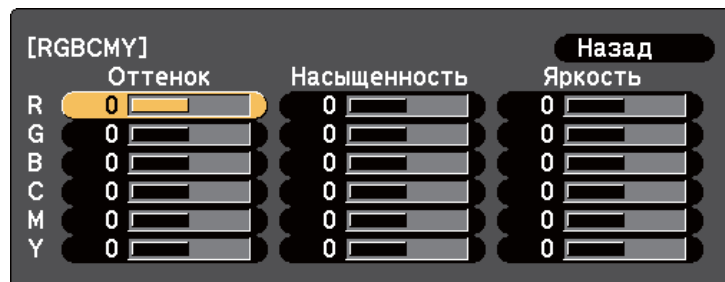 [RGBCMY] Назад
Оттенок Насыщенность Яркость
R 0 0 0
G 0 0 0
B 0 0 0
C 0 0 0
M 0 0 0
Y 0 0 0